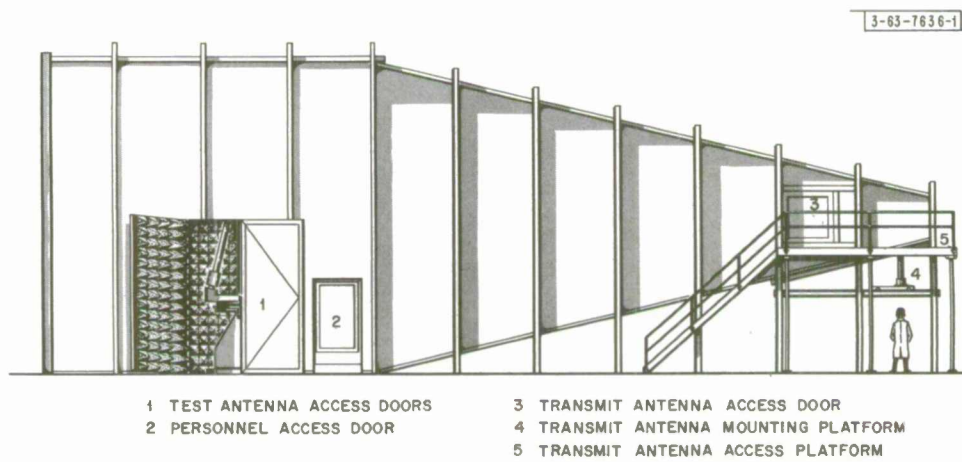 3-63-7636-1
3
5
4
1
2
1 TEST ANTENNA ACCESS DOORS
2 PERSONNEL ACCESS DOOR
3 TRANSMIT ANTENNA ACCESS DOOR
4 TRANSMIT ANTENNA MOUNTING PLATFORM
5 TRANSMIT ANTENNA ACCESS PLATFORM